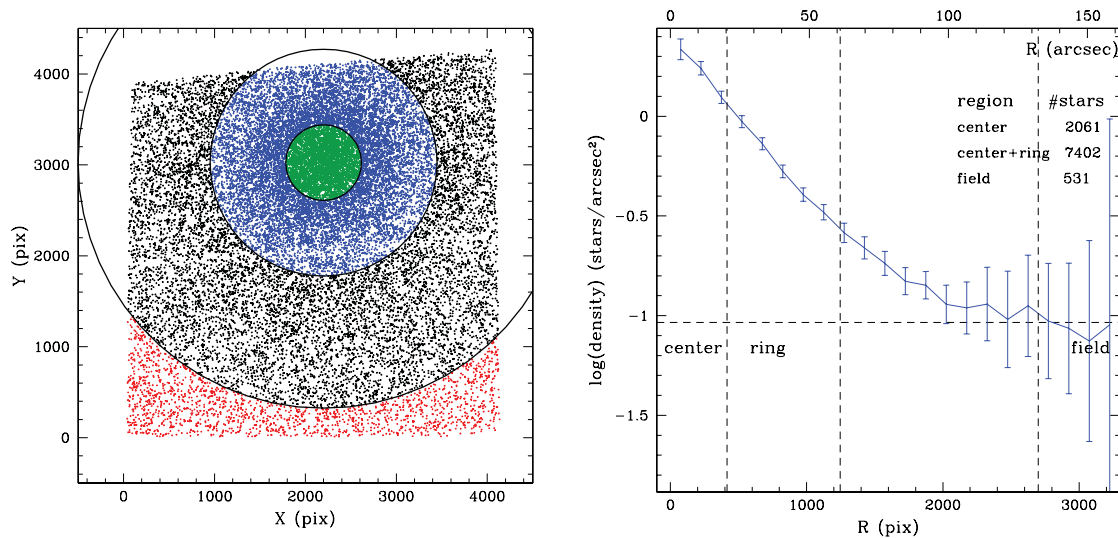 0 50 100 150
R (arcsec)
4000
3000
2000
1000
0
Y (pix)
0 1000 2000 3000 4000
X (pix)
0
−0.5
−1
−1.5
log(density) (stars/arcsec²)
region #stars
center 2061
center+ring 7402
field 531
center ring field
0 1000 2000 3000
R (pix)